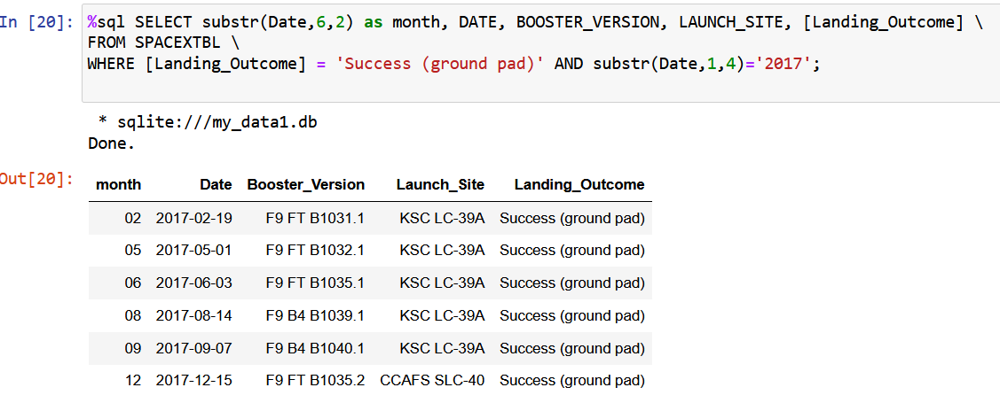 In [20]: %sql SELECT substr(Date,6,2) as month, DATE, BOOSTER_VERSION, LAUNCH_SITE, [Landing_Outcome] \
FROM SPACEXTBL \
WHERE [Landing_Outcome] = 'Success (ground pad)' AND substr(Date,1,4)='2017';
* sqlite:///my_data1.db
Done.
Out[20]:
month Date Booster_Version Launch_Site Landing_Outcome
02 2017-02-19 F9 FT B1031.1 KSC LC-39A Success (ground pad)
05 2017-05-01 F9 FT B1032.1 KSC LC-39A Success (ground pad)
06 2017-06-03 F9 FT B1035.1 KSC LC-39A Success (ground pad)
08 2017-08-14 F9 B4 B1039.1 KSC LC-39A Success (ground pad)
09 2017-09-07 F9 B4 B1040.1 KSC LC-39A Success (ground pad)
12 2017-12-15 F9 FT B1035.2 CCAFS SLC-40 Success (ground pad)